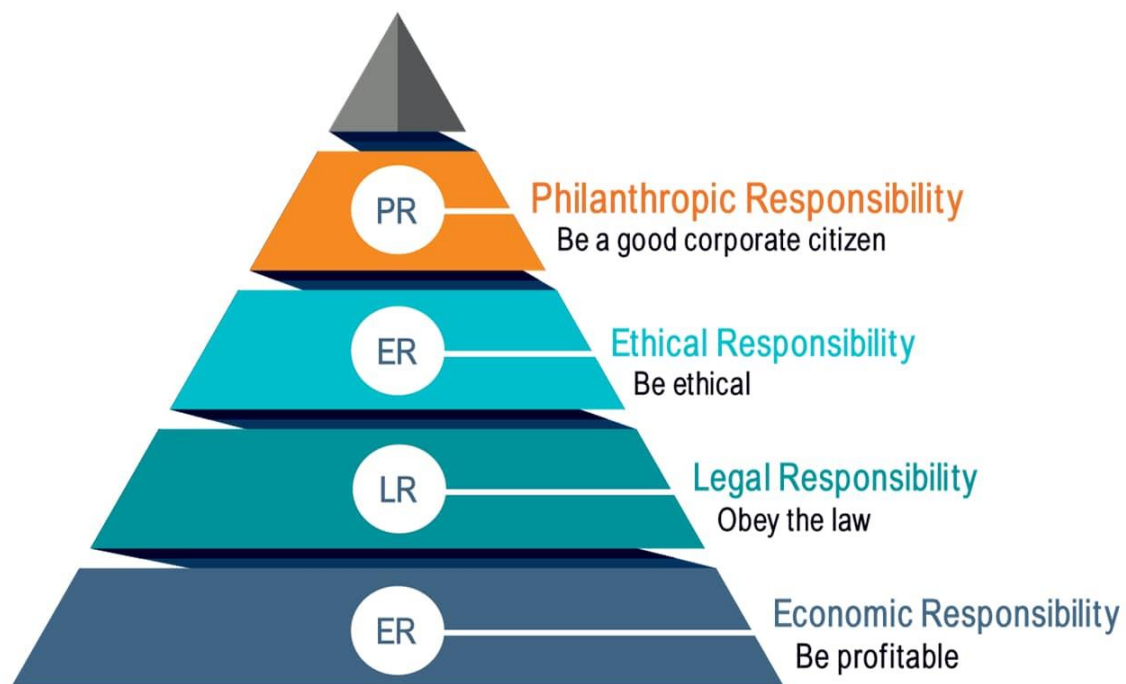 PR
Philanthropic Responsibility
Be a good corporate citizen
ER
Ethical Responsibility
Be ethical
LR
Legal Responsibility
Obey the law
ER
Economic Responsibility
Be profitable